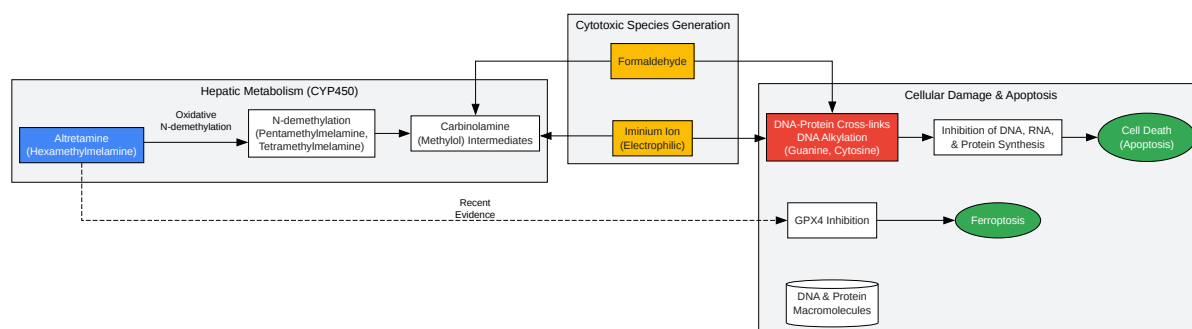 Cytotoxic Species Generation
Formaldehyde
Iminium Ion
(Electrophilic)
Hepatic Metabolism (CYP450)
Altretamine
(Hexamethylmelamine)
Oxidative
N-demethylation
N-demethylation
(Pentamethylmelamine,
Tetramethylmelamine)
Carbinolamine
(Methylol) Intermediates
Cellular Damage & Apoptosis
DNA-Protein Cross-links
DNA Alkylation
(Guanine, Cytosine)
Inhibition of DNA, RNA,
& Protein Synthesis
Cell Death
(Apoptosis)
Recent
Evidence
GPX4 Inhibition
Ferroptosis
DNA & Protein
Macromolecules